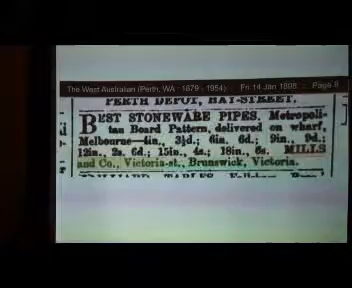 The West Australian (Perth, WA : 1879 - 1954) Fri 14 Jan 1898 Page 8
PERTH DEPOT, HAY-STREET.
BEST STONEWARE PIPES. Metropoli-
tan Board Pattern, delivered on wharf,
Melbourne—4in., 3½d.; 6in., 6d.; 9in., 9d.;
12in., 2s. 6d.; 15in., 4s.; 18in., 6s. MILLS
and Co., Victoria-st., Brunswick, Victoria.